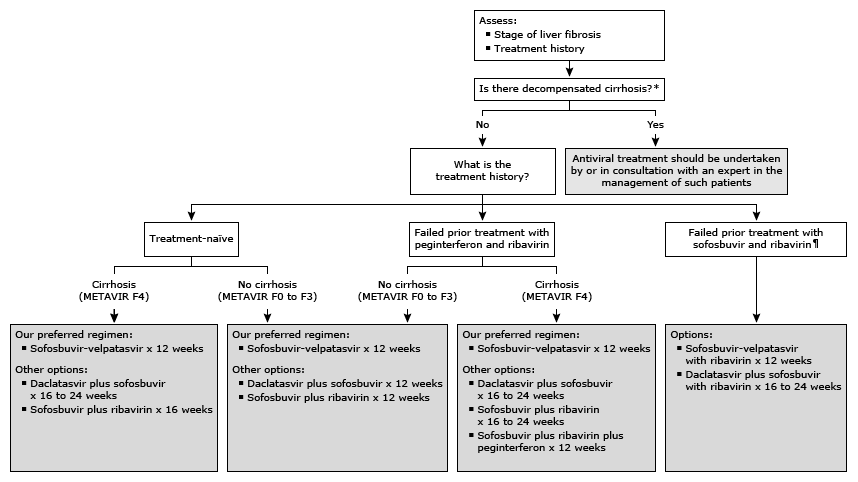 Assess:
▪ Stage of liver fibrosis
▪ Treatment history
Is there decompensated cirrhosis?*
No
Yes
What is the
treatment history?
Antiviral treatment should be undertaken
by or in consultation with an expert in the
management of such patients
Treatment-naïve
Failed prior treatment with
peginterferon and ribavirin
Failed prior treatment with
sofosbuvir and ribavirin¶
Cirrhosis
(METAVIR F4)
No cirrhosis
(METAVIR F0 to F3)
No cirrhosis
(METAVIR F0 to F3)
Cirrhosis
(METAVIR F4)
Our preferred regimen:
▪ Sofosbuvir-velpatasvir x 12 weeks
Other options:
▪ Daclatasvir plus sofosbuvir
x 16 to 24 weeks
▪ Sofosbuvir plus ribavirin x 16 weeks
Our preferred regimen:
▪ Sofosbuvir-velpatasvir x 12 weeks
Other options:
▪ Daclatasvir plus sofosbuvir x 12 weeks
▪ Sofosbuvir plus ribavirin x 12 weeks
Our preferred regimen:
▪ Sofosbuvir-velpatasvir x 12 weeks
Other options:
▪ Daclatasvir plus sofosbuvir
x 16 to 24 weeks
▪ Sofosbuvir plus ribavirin
x 16 to 24 weeks
▪ Sofosbuvir plus ribavirin plus
peginterferon x 12 weeks
Options:
▪ Sofosbuvir-velpatasvir
with ribavirin x 12 weeks
▪ Daclatasvir plus sofosbuvir
with ribavirin x 16 to 24 weeks